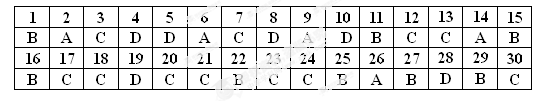 1 2 3 4 5 6 7 8 9 10 11 12 13 14 15
B A C D D A C D A D B C C A B
16 17 18 19 20 21 22 23 24 25 26 27 28 29 30
B C C D C C B C C B A B D B C